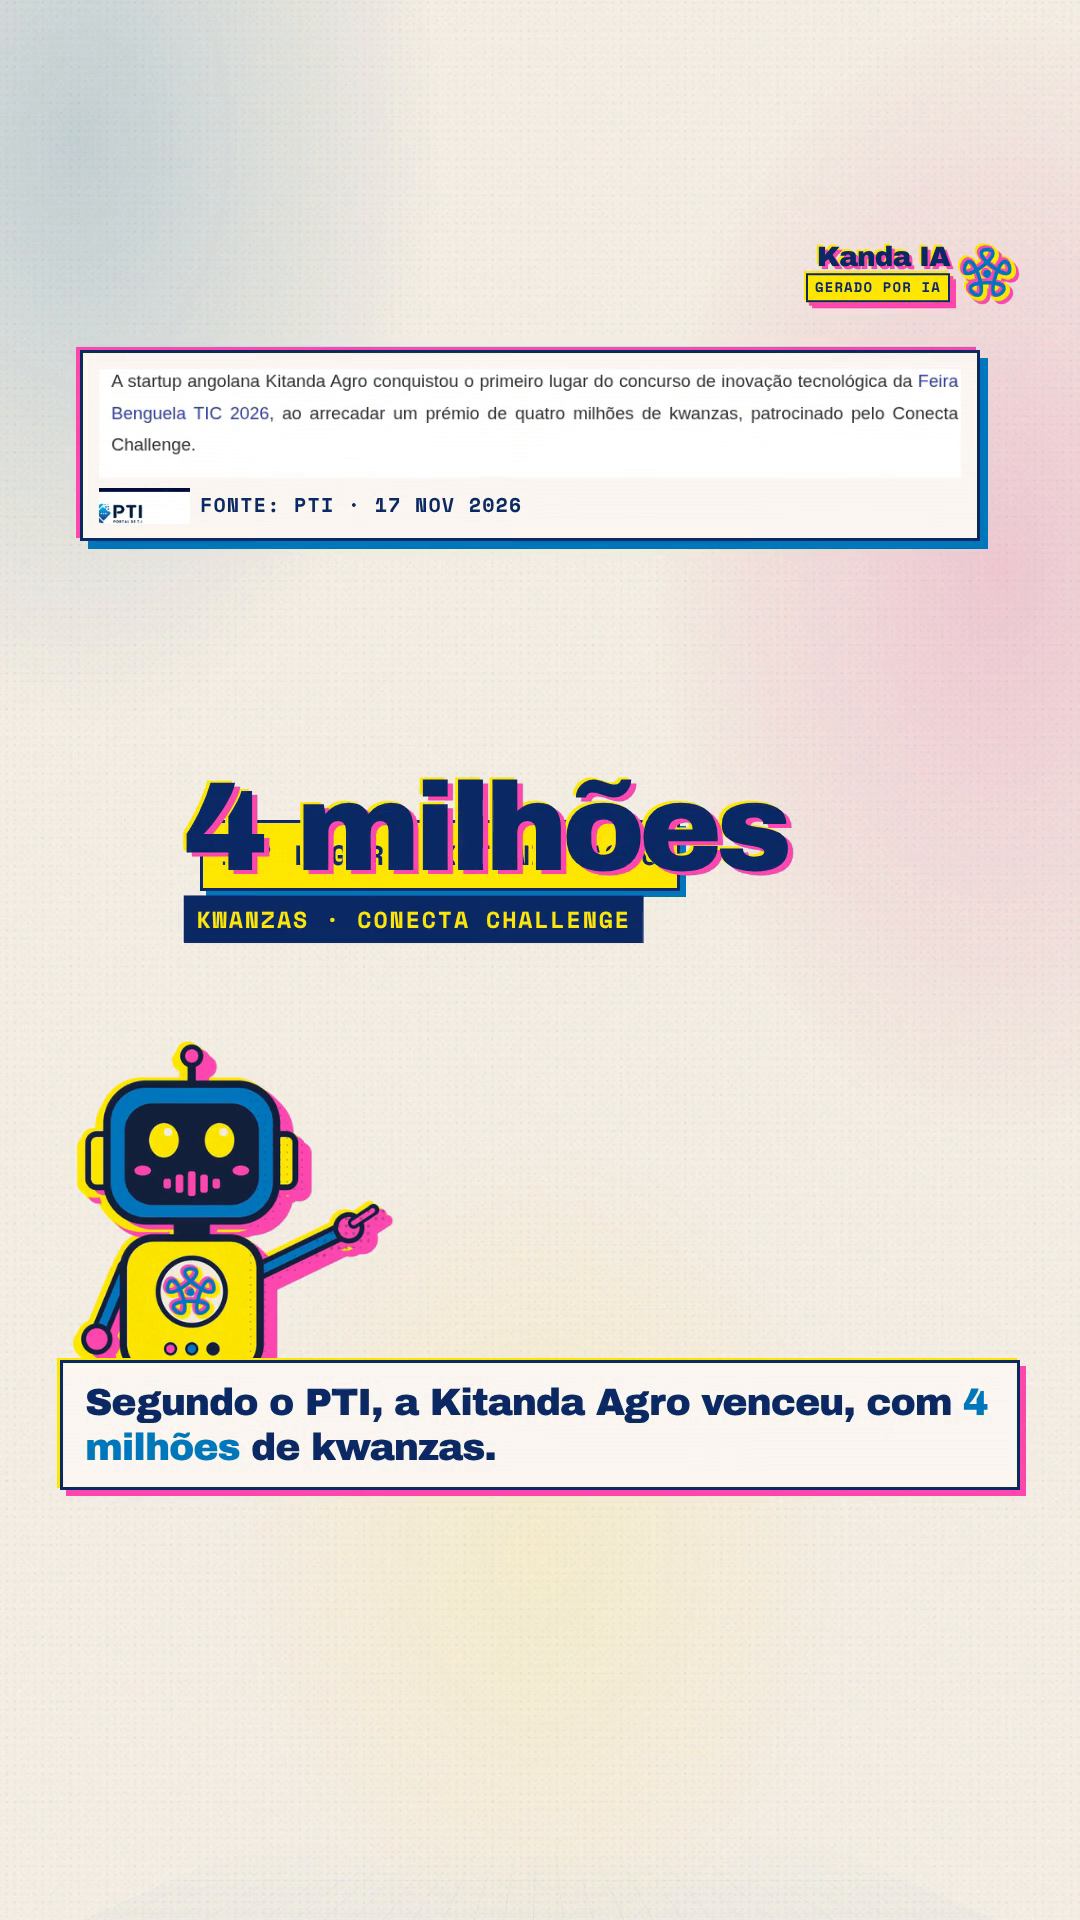 Kanda IA
GERADO POR IA
A startup angolana Kitanda Agro conquistou o primeiro lugar do concurso de inovação tecnológica da Feira
Benguela TIC 2026, ao arrecadar um prémio de quatro milhões de kwanzas, patrocinado pelo Conecta
Challenge.
PTI
FONTE: PTI · 17 NOV 2026
4 milhões
KWANZAS · CONECTA CHALLENGE
Segundo o PTI, a Kitanda Agro venceu, com 4
milhões de kwanzas.